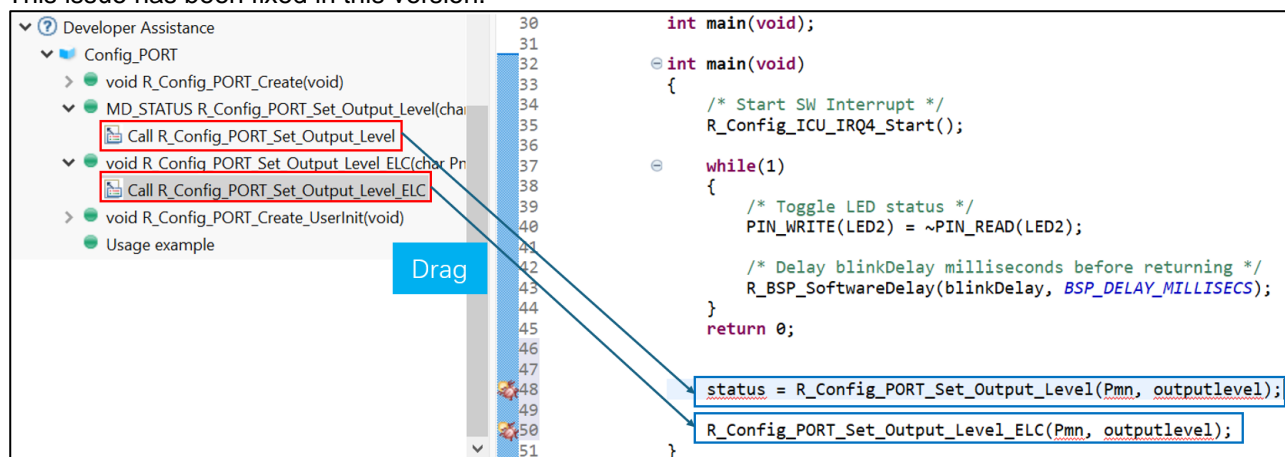 This issue has been fixed in this version.
Developer Assistance
Config_PORT
void R_Config_PORT_Create(void)
MD_STATUS R_Config_PORT_Set_Output_Level(char
Call R_Config_PORT_Set_Output_Level
void R_Config_PORT_Set_Output_Level_ELC(char Pn
Call R_Config_PORT_Set_Output_Level_ELC
void R_Config_PORT_Create_UserInit(void)
Usage example
Drag
30 int main(void);
31
32 int main(void)
33 {
34 /* Start SW Interrupt */
35 R_Config_ICU_IRQ4_Start();
36
37 while(1)
38 {
39 /* Toggle LED status */
40 PIN_WRITE(LED2) = ~PIN_READ(LED2);
41
42 /* Delay blinkDelay milliseconds before returning */
43 R_BSP_SoftwareDelay(blinkDelay, BSP_DELAY_MILLISECS);
44 }
45 return 0;
46
47
48 status = R_Config_PORT_Set_Output_Level(Pmn, outputlevel);
49
50 R_Config_PORT_Set_Output_Level_ELC(Pmn, outputlevel);
51 }